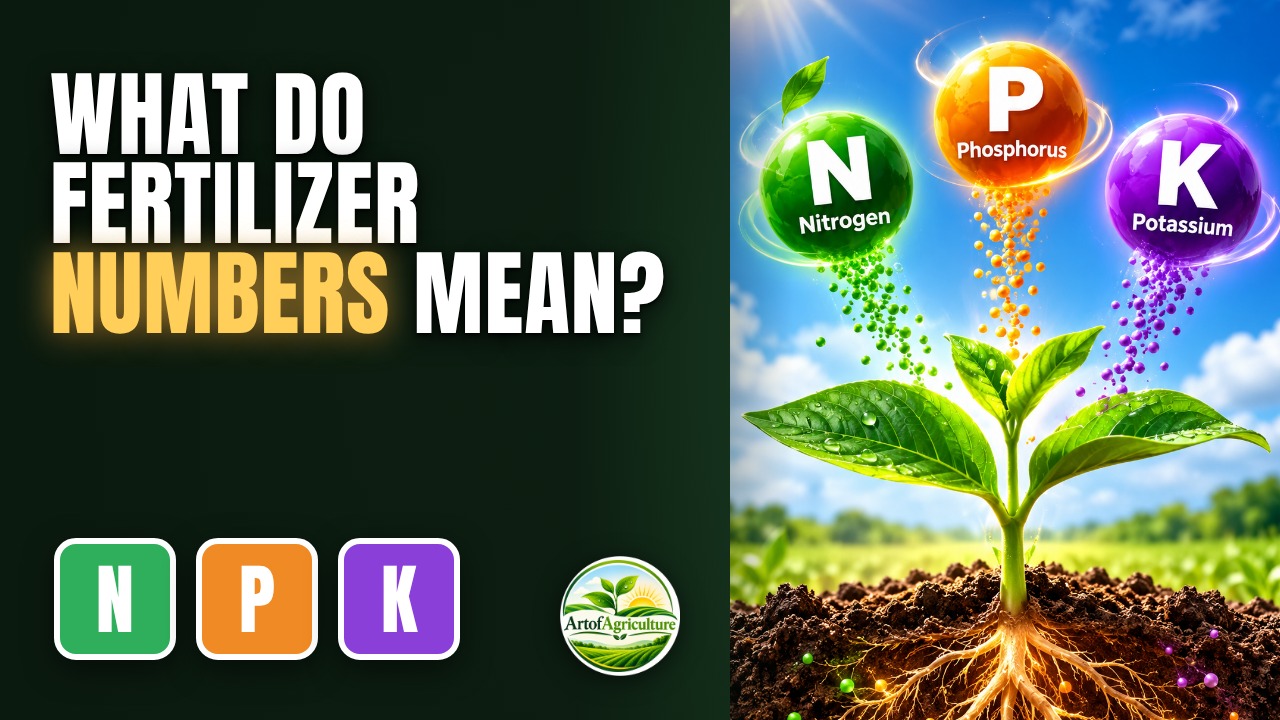 WHAT DO
FERTILIZER
NUMBERS MEAN?
N P K
ArtofAgriculture
N
Nitrogen
P
Phosphorus
K
Potassium